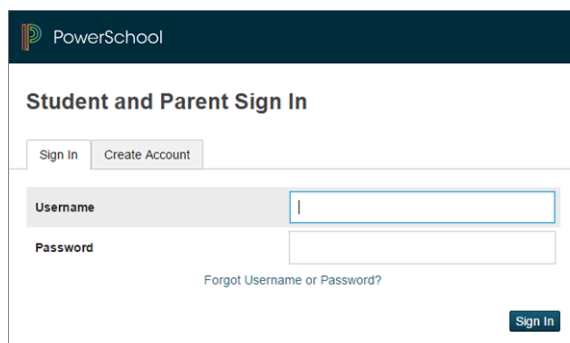 PowerSchool
Student and Parent Sign In
Sign In Create Account
Username
Password
Forgot Username or Password?
Sign In